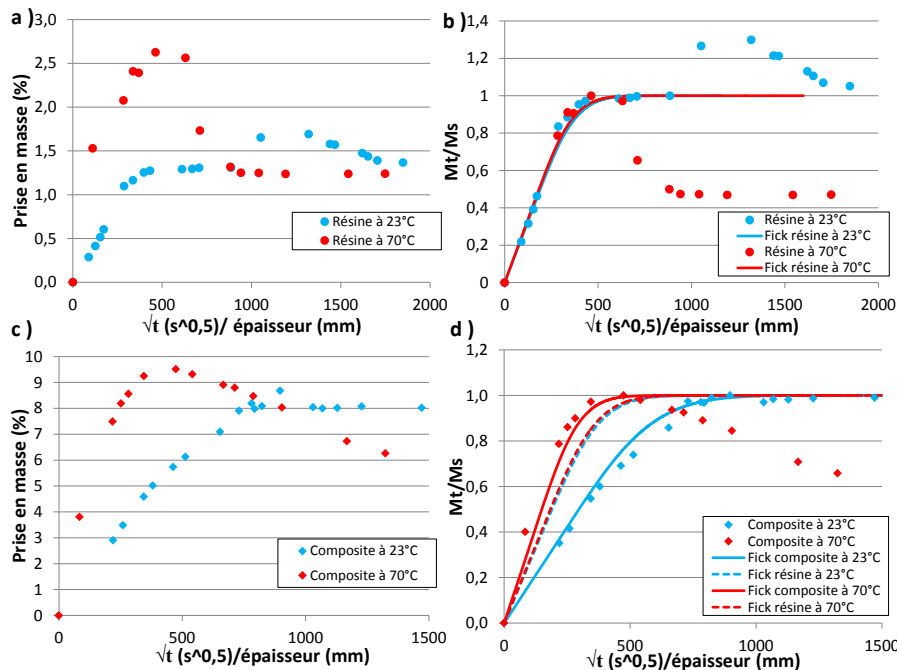 a )
Prise en masse (%)
3,0
2,5
2,0
1,5
1,0
0,5
0,0
0
500
1000
1500
2000
√t (s^0,5)/ épaisseur (mm)
Résine à 23°C
Résine à 70°C
b )
Mt/Ms
1,4
1,2
1
0,8
0,6
0,4
0,2
0
0
500
1000
1500
2000
√t (s^0,5)/épaisseur (mm)
Résine à 23°C
Fick résine à 23°C
Résine à 70°C
Fick résine à 70°C
c )
Prise en masse (%)
10
9
8
7
6
5
4
3
2
1
0
0
500
1000
1500
√t (s^0,5)/épaisseur (mm)
Composite à 23°C
Composite à 70°C
d )
Mt/Ms
1,2
1,0
0,8
0,6
0,4
0,2
0,0
0
500
1000
1500
√t (s^0,5)/épaisseur (mm)
Composite à 23°C
Composite à 70°C
Fick composite à 23°C
Fick résine à 23°C
Fick composite à 70°C
Fick résine à 70°C